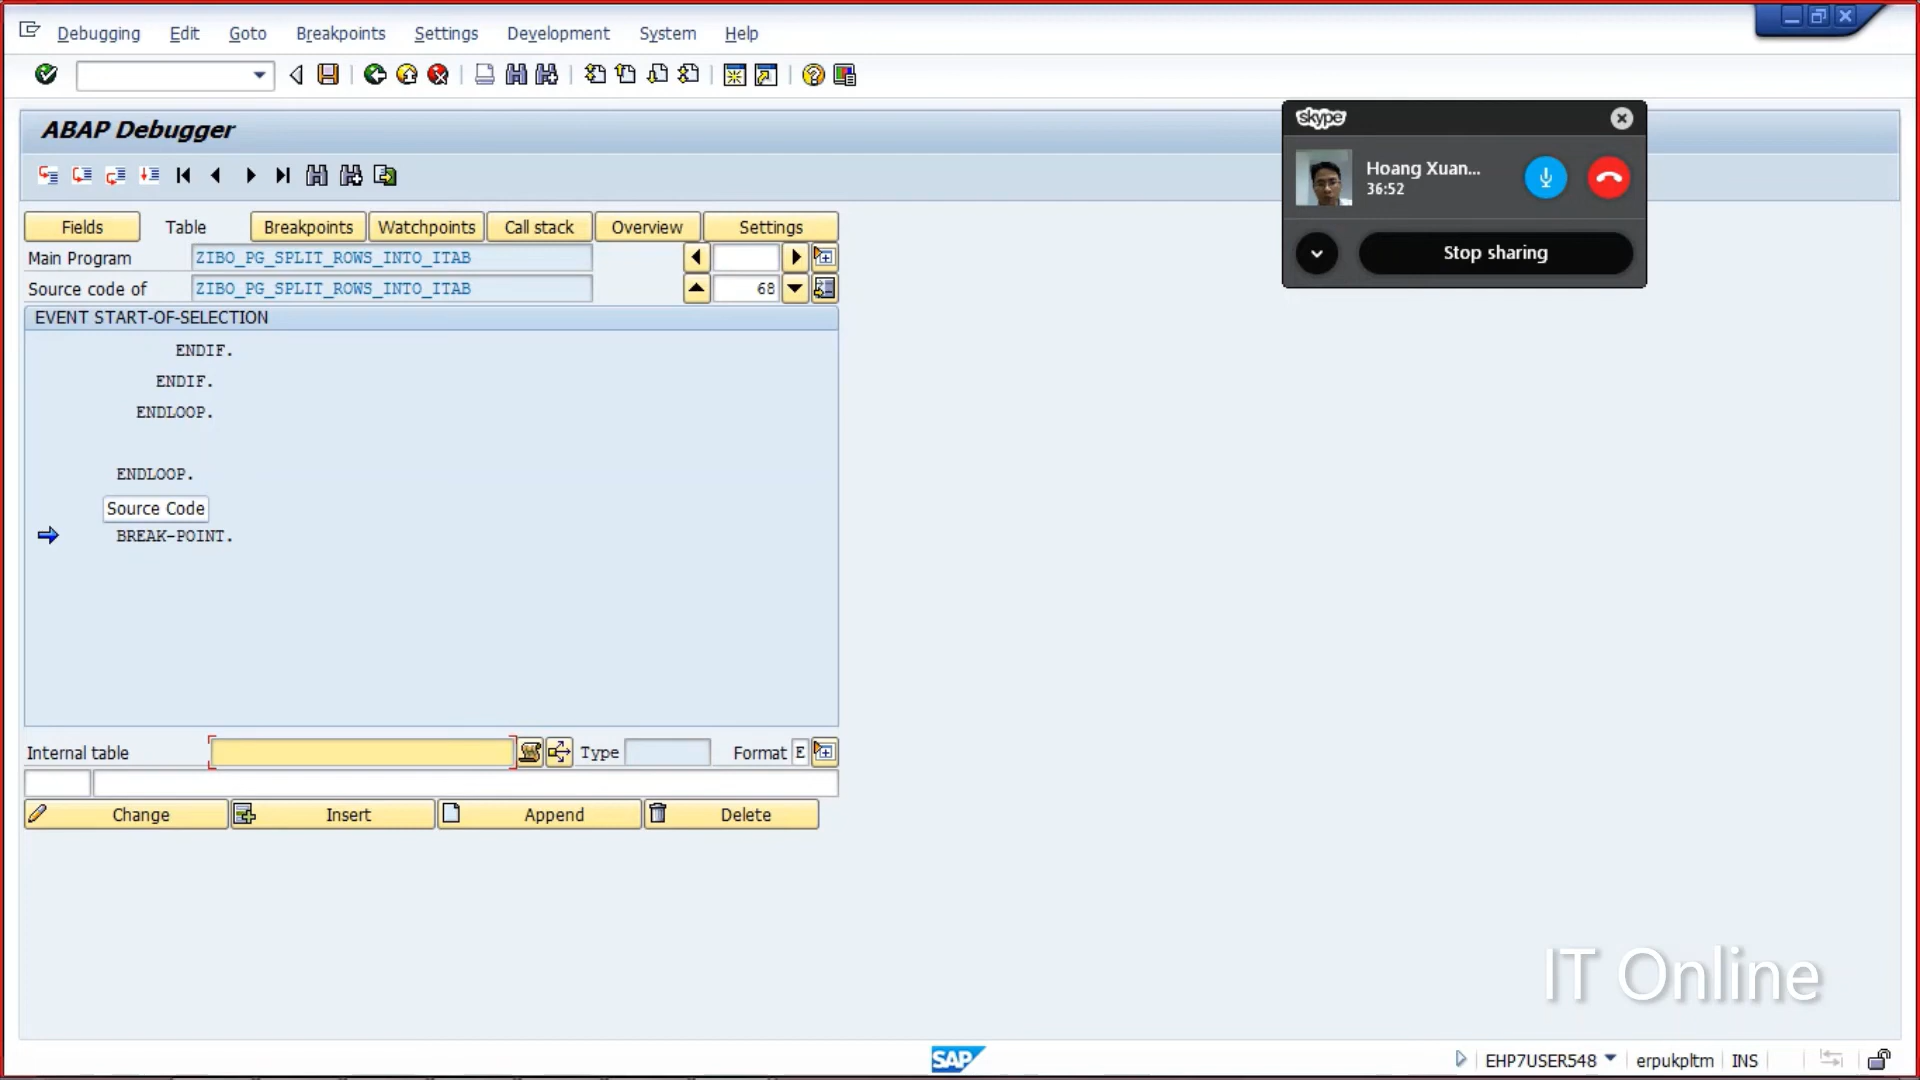 Debugging Edit Goto Breakpoints Settings Development System Help
ABAP Debugger
skype
Hoang Xuan...
36:52
Stop sharing
Fields Table Breakpoints Watchpoints Call stack Overview Settings
Main Program ZIBO_PG_SPLIT_ROWS_INTO_ITAB
Source code of ZIBO_PG_SPLIT_ROWS_INTO_ITAB 68
EVENT START-OF-SELECTION
ENDIF.
ENDIF.
ENDLOOP.
ENDLOOP.
Source Code
BREAK-POINT.
Internal table Type Format E
Change Insert Append Delete
IT Online
SAP EHP7USER548 erpukpltm INS